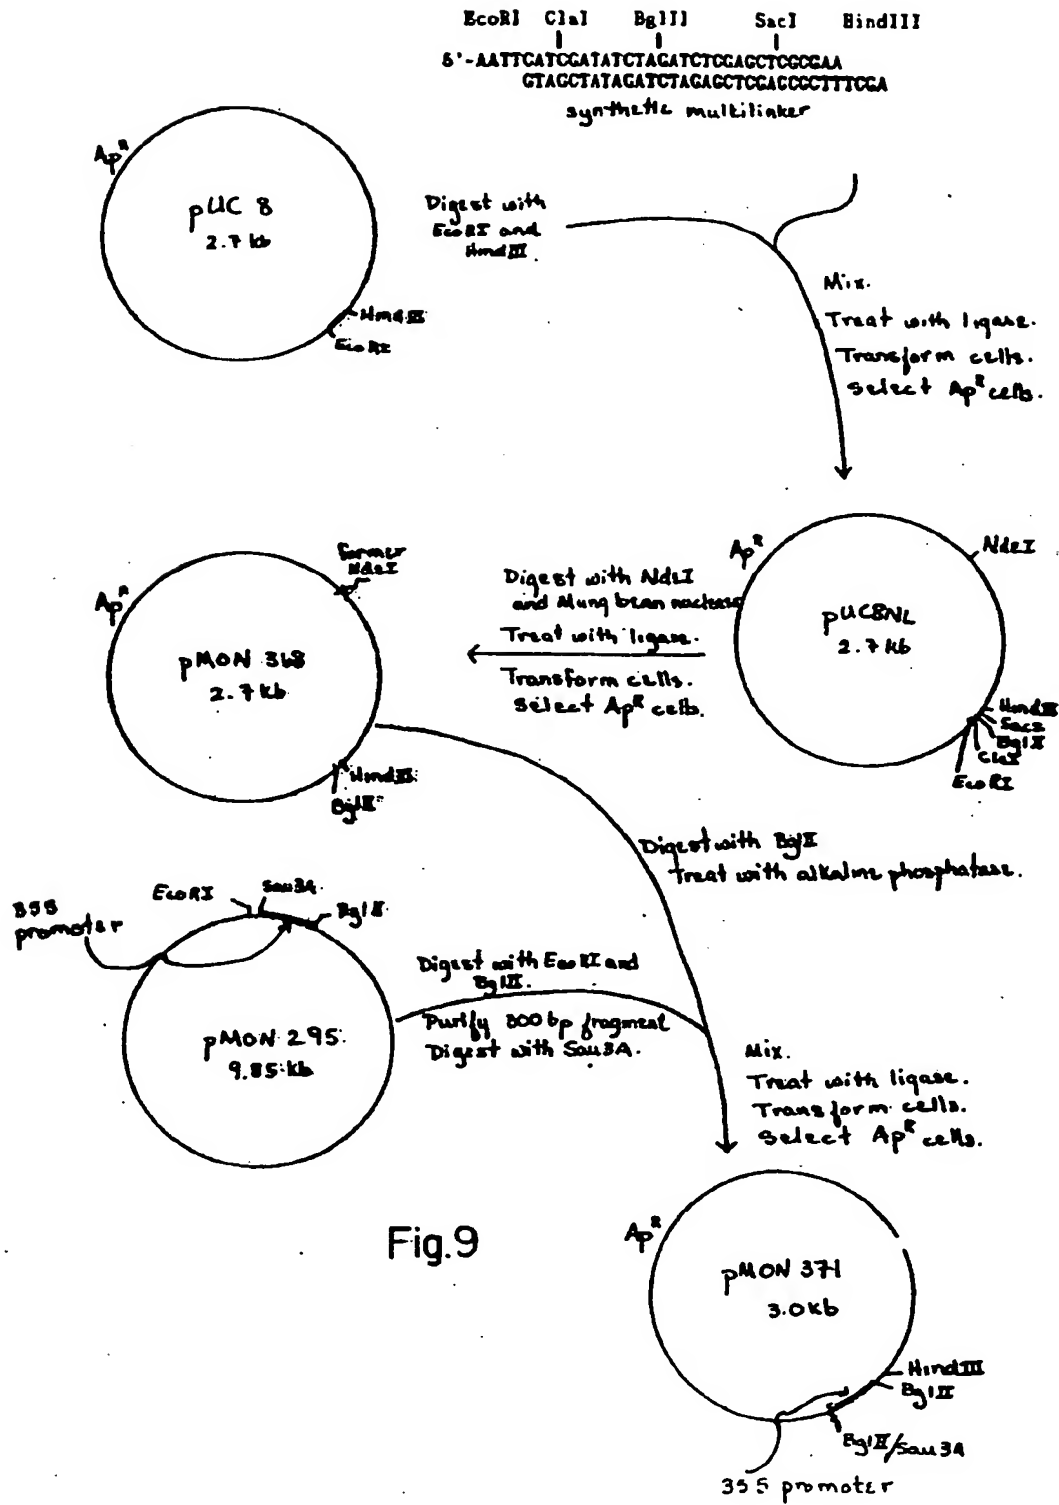 EcoRI ClaI BglII SacI HindIII
5'-AATTGATCGATATCTAGATCTCGAGCTCGCGAA
GTAGCTATAGATCTAGAGCTCGAGCGCTTTCGA
synthetic multilinker
Ap^R
pUC 8
2.7 kb
HindIII
EcoRI
Digest with
EcoRI and
HindIII.
Mix.
Treat with ligase.
Transform cells.
Select Ap^R cells.
Ap^R
NdeI
pUC8NL
2.7 kb
HindIII
SacI
BglII
ClaI
EcoRI
Digest with NdeI
and Mung bean nuclease
Treat with ligase.
Transform cells.
Select Ap^R cells.
former
NdeI
Ap^R
pMON 368
2.7 kb
HindIII
BglII
Digest with BglII
Treat with alkaline phosphatase.
35S
promoter
EcoRI
Sau3A
BglII
pMON 295
9.85 kb
Digest with EcoRI and
BglII.
Purify 300 bp fragment
Digest with Sau3A.
Mix.
Treat with ligase.
Transform cells.
Select Ap^R cells.
Ap^R
pMON 371
3.0 kb
HindIII
BglII
BglII/Sau3A
35S promoter
Fig.9